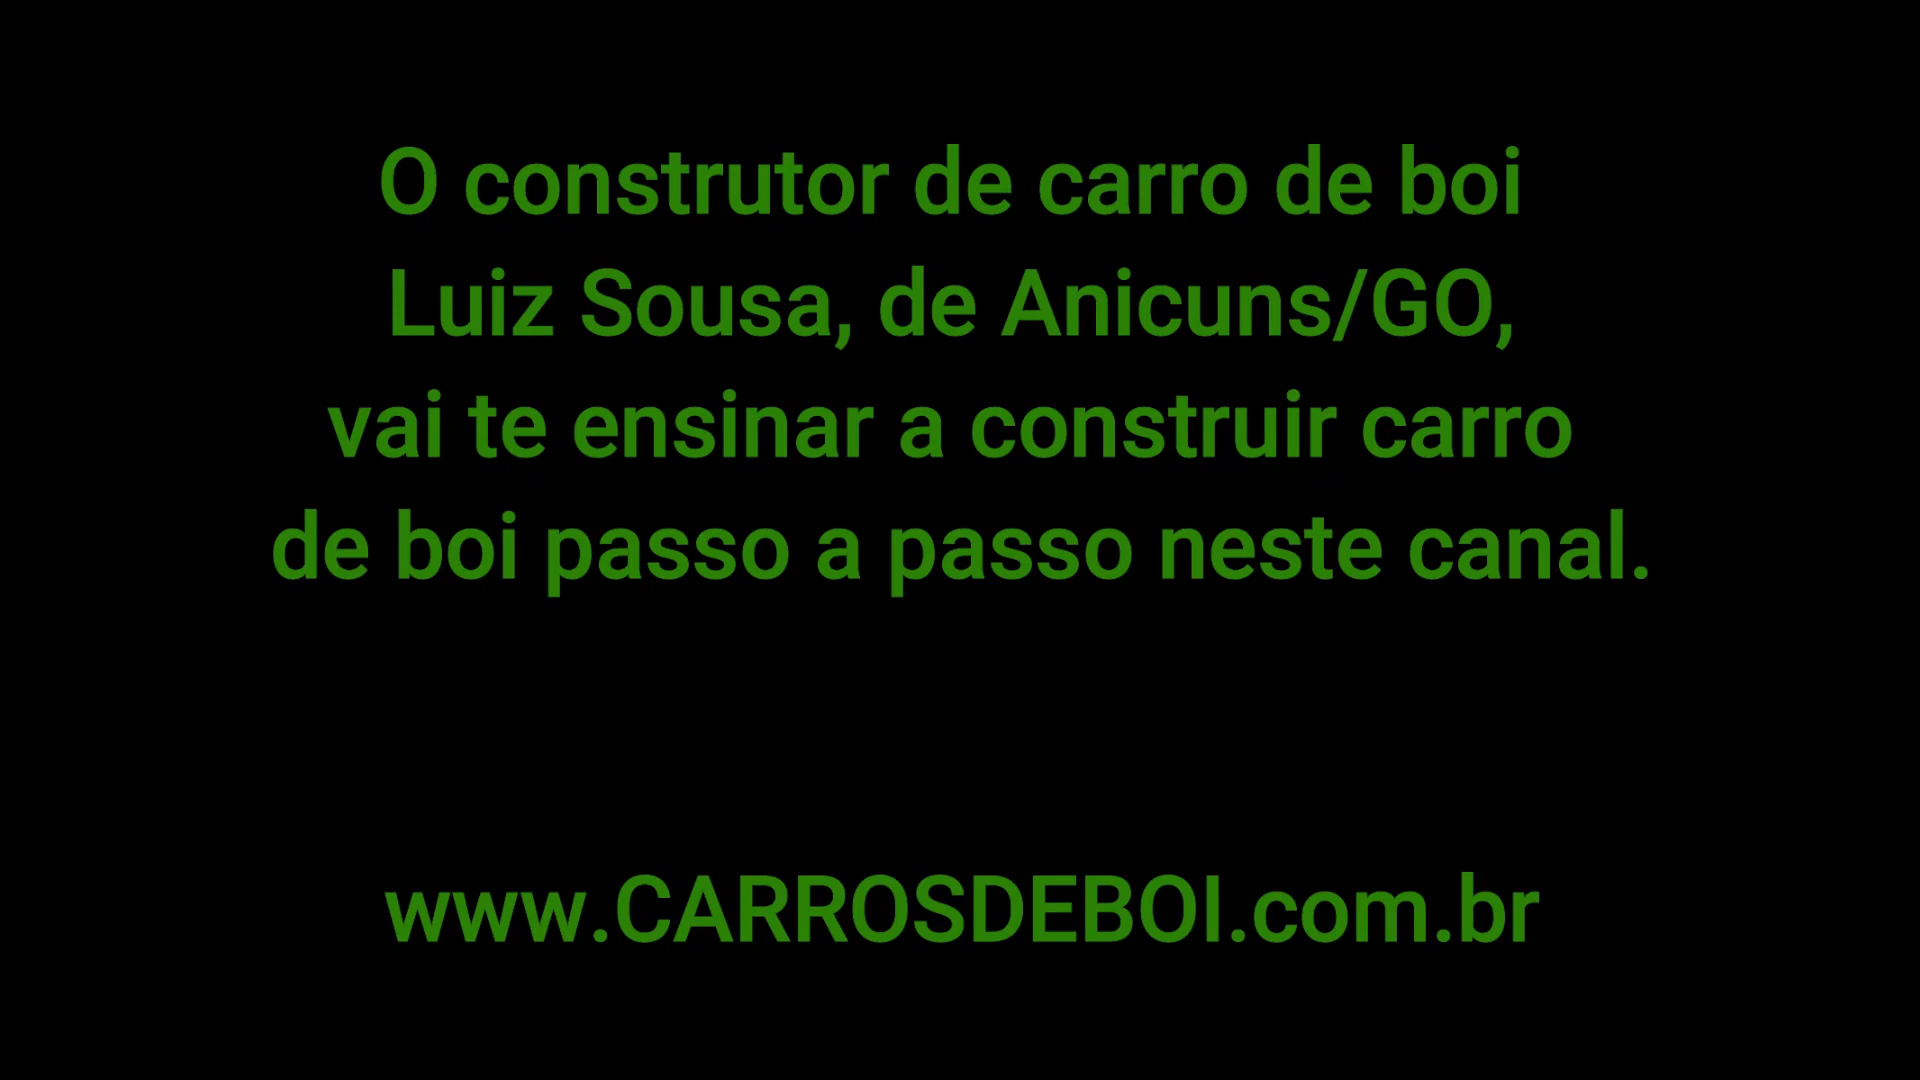 O construtor de carro de boi
Luiz Sousa, de Anicuns/GO,
vai te ensinar a construir carro
de boi passo a passo neste canal.
www.CARROSDEBOI.com.br